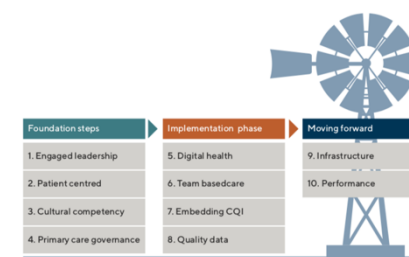 Foundation steps
1. Engaged leadership
2. Patient centred
3. Cultural competency
4. Primary care governance
Implementation phase
5. Digital health
6. Team basedcare
7. Embedding CQI
8. Quality data
Moving forward
9. Infrastructure
10. Performance